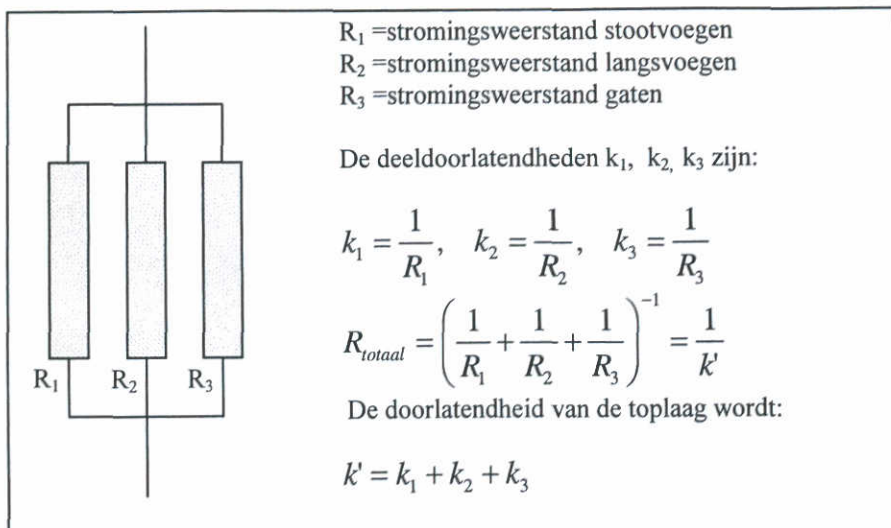 R₁ =stromingsweerstand stootvoegen
R₂ =stromingsweerstand langsvoegen
R₃ =stromingsweerstand gaten
De deeldoorlatendheden k₁, k₂, k₃ zijn:
k₁ = 1/R₁, k₂ = 1/R₂, k₃ = 1/R₃
R_totaal = (1/R₁ + 1/R₂ + 1/R₃)⁻¹ = 1/k'
De doorlatendheid van de toplaag wordt:
k' = k₁ + k₂ + k₃
R₁ R₂ R₃